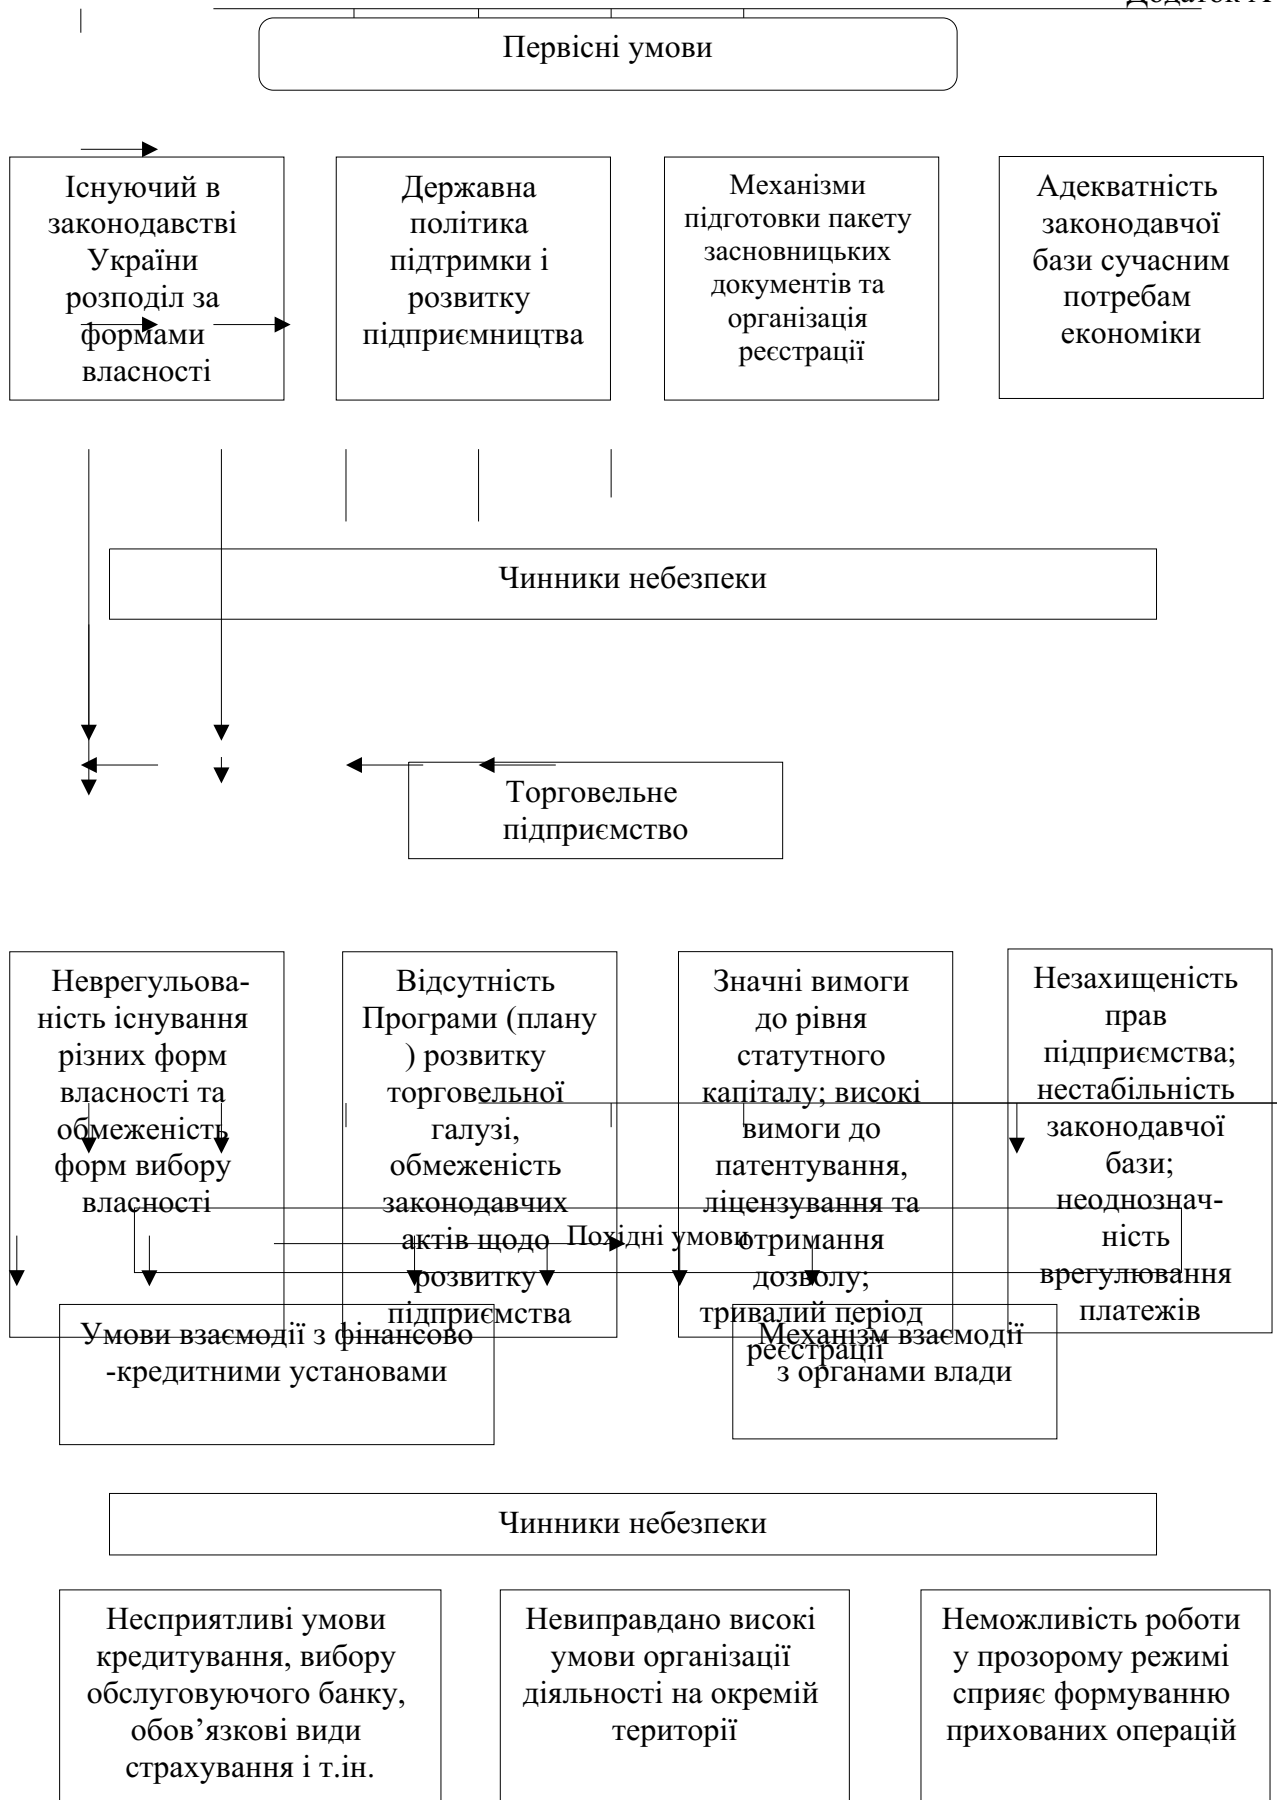 Додаток А
Первісні умови
Існуючий в
законодавстві
України
розподіл за
формами
власності
Державна
політика
підтримки і
розвитку
підприємництва
Механізми
підготовки пакету
засновницьких
документів та
організація
реєстрації
Адекватність
законодавчої
бази сучасним
потребам
економіки
Чинники небезпеки
Торговельне
підприємство
Неврегульова-
ність існування
різних форм
власності та
обмеженість
форм вибору
власності
Відсутність
Програми (плану
) розвитку
торговельної
галузі,
обмеженість
законодавчих
актів щодо
розвитку
підприємства
Значні вимоги
до рівня
статутного
капіталу; високі
вимоги до
патентування,
ліцензування та
отримання
дозволу;
тривалий період
реєстрації
Незахищеність
прав
підприємства;
нестабільність
законодавчої
бази;
неоднознач-
ність
врегулювання
платежів
Похідні умови
Умови взаємодії з фінансово
-кредитними установами
Механізм взаємодії
з органами влади
Чинники небезпеки
Несприятливі умови
кредитування, вибору
обслуговуючого банку,
обов’язкові види
страхування і т.ін.
Невиправдано високі
умови організації
діяльності на окремій
території
Неможливість роботи
у прозорому режимі
сприяє формуванню
прихованих операцій